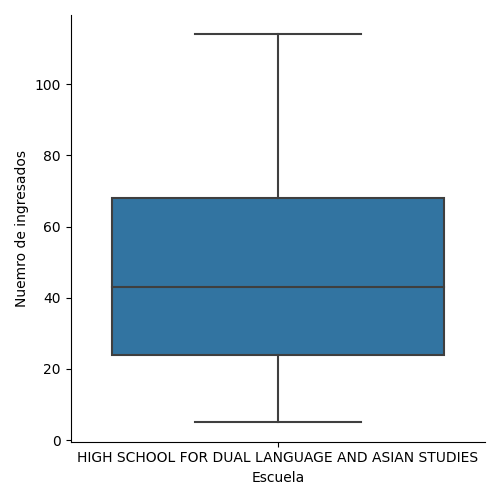 Nuemro de ingresados
100
80
60
40
20
0
HIGH SCHOOL FOR DUAL LANGUAGE AND ASIAN STUDIES
Escuela